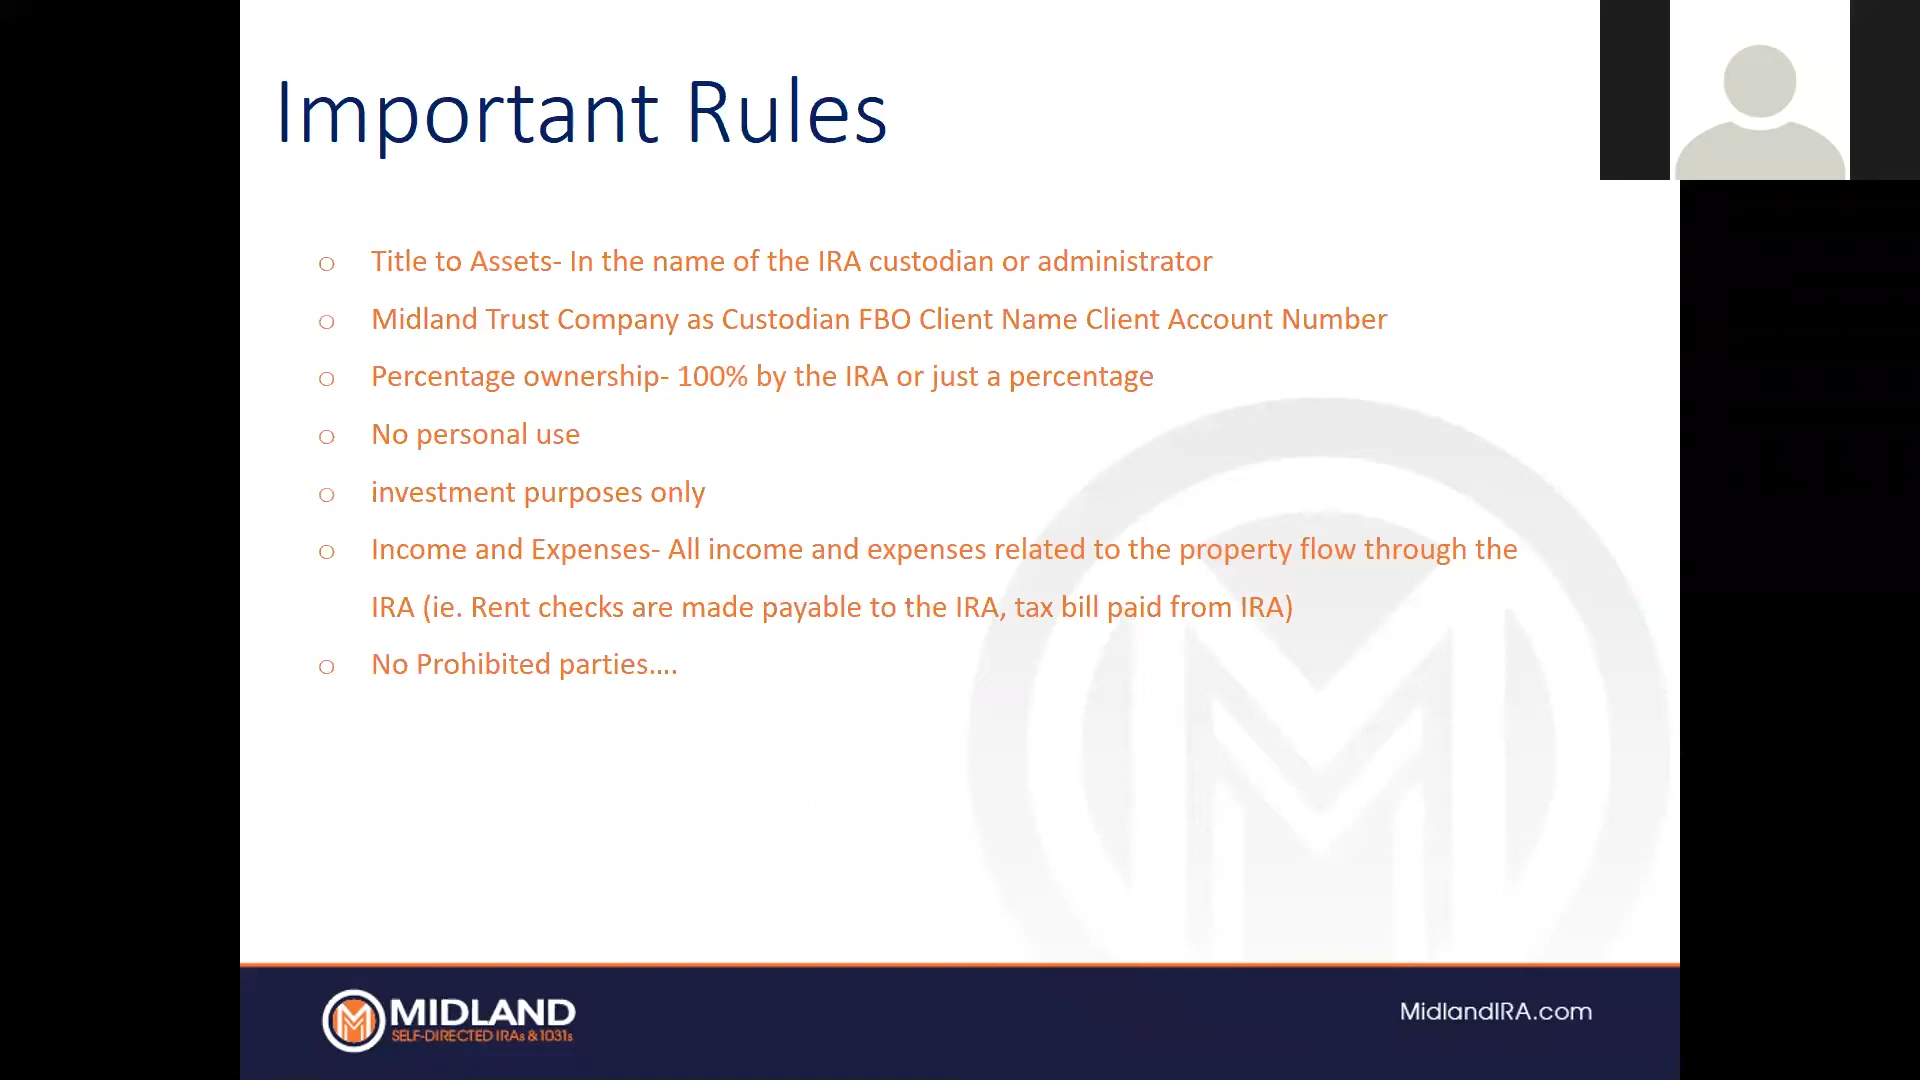 Important Rules
o Title to Assets- In the name of the IRA custodian or administrator
o Midland Trust Company as Custodian FBO Client Name Client Account Number
o Percentage ownership- 100% by the IRA or just a percentage
o No personal use
o investment purposes only
o Income and Expenses- All income and expenses related to the property flow through the
IRA (ie. Rent checks are made payable to the IRA, tax bill paid from IRA)
o No Prohibited parties....
MIDLAND
SELF-DIRECTED IRAs & 1031s
MidlandIRA.com